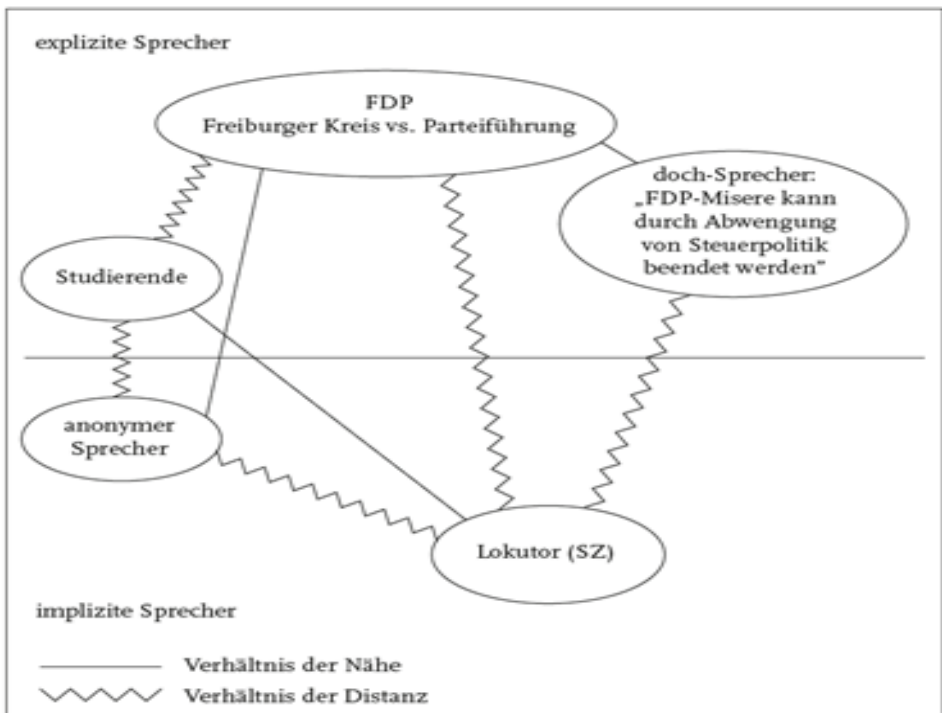 explizite Sprecher
FDP
Freiburger Kreis vs. Parteiführung
doch-Sprecher:
„FDP-Misere kann
durch Abwengung
von Steuerpolitik
beendet werden“
Studierende
anonymer
Sprecher
Lokutor (SZ)
implizite Sprecher
Verhältnis der Nähe
Verhältnis der Distanz